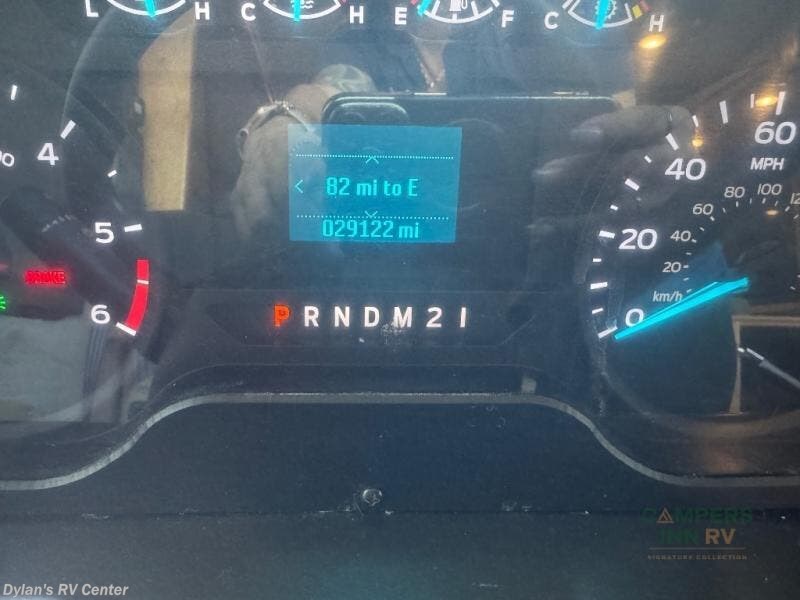 L H C H E F C H
4
5
6
BRAKE
82 mi to E
029122 mi
P R N D M 2 1
0 20 40 60
MPH
20 40 60 80 100
km/h
CAMPERS
INN RV
SIGNATURE COLLECTION
Dylan's RV Center